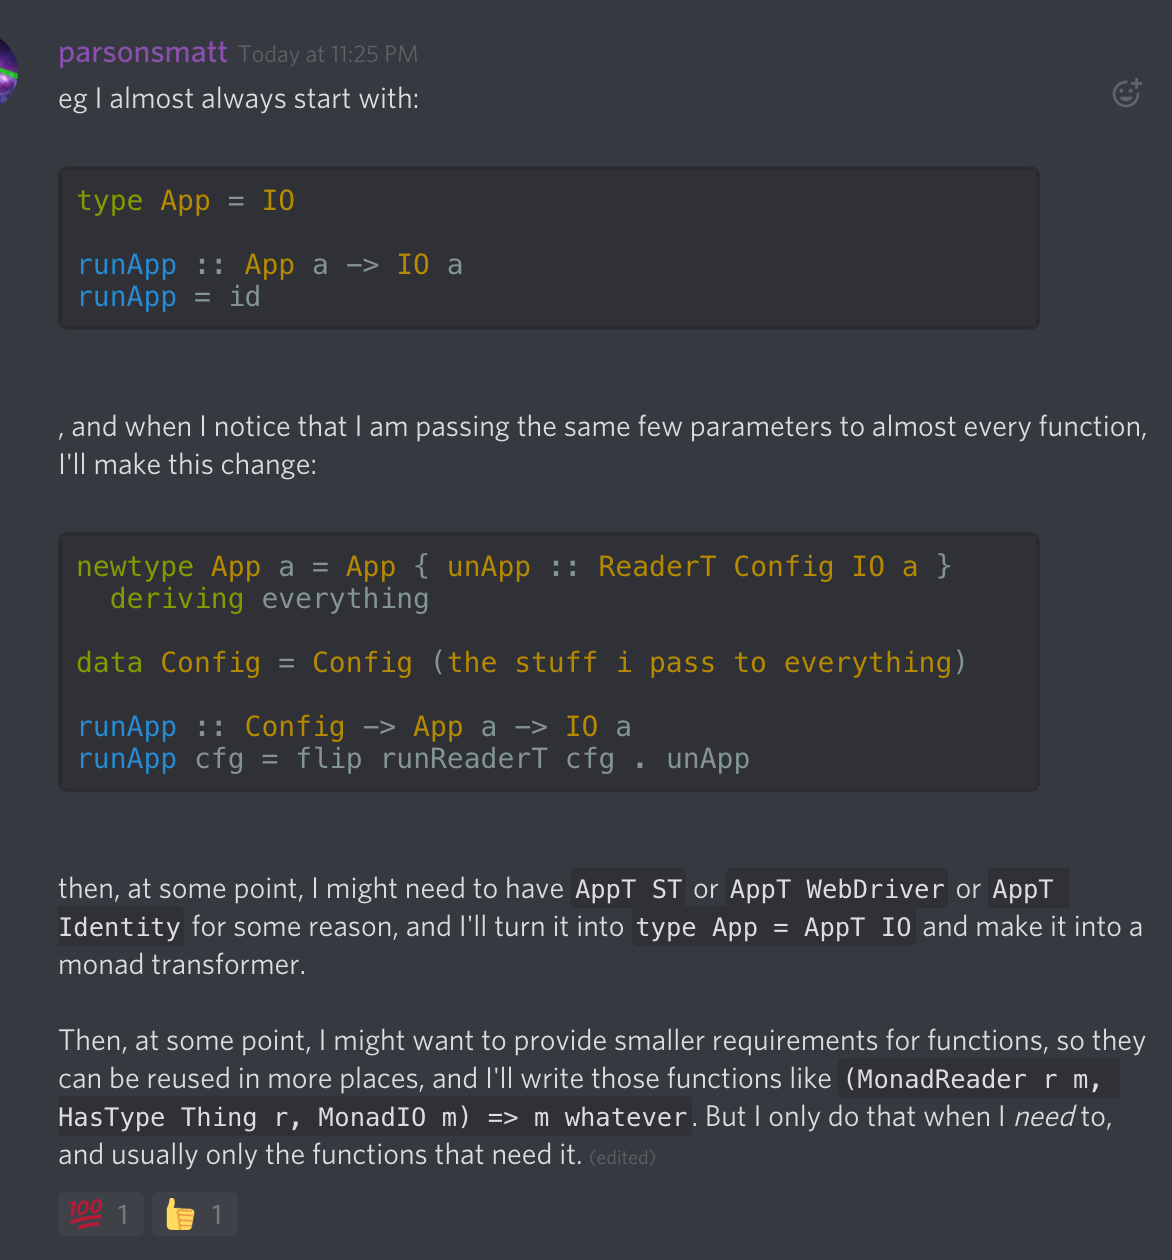 parsonsmatt Today at 11:25 PM
eg I almost always start with:
type App = IO
runApp :: App a -> IO a
runApp = id
, and when I notice that I am passing the same few parameters to almost every function,
I'll make this change:
newtype App a = App { unApp :: ReaderT Config IO a }
  deriving everything
data Config = Config (the stuff i pass to everything)
runApp :: Config -> App a -> IO a
runApp cfg = flip runReaderT cfg . unApp
then, at some point, I might need to have AppT ST or AppT WebDriver or AppT
Identity for some reason, and I'll turn it into type App = AppT IO and make it into a
monad transformer.
Then, at some point, I might want to provide smaller requirements for functions, so they
can be reused in more places, and I'll write those functions like (MonadReader r m,
HasType Thing r, MonadIO m) => m whatever. But I only do that when I need to,
and usually only the functions that need it. (edited)
100 1 1